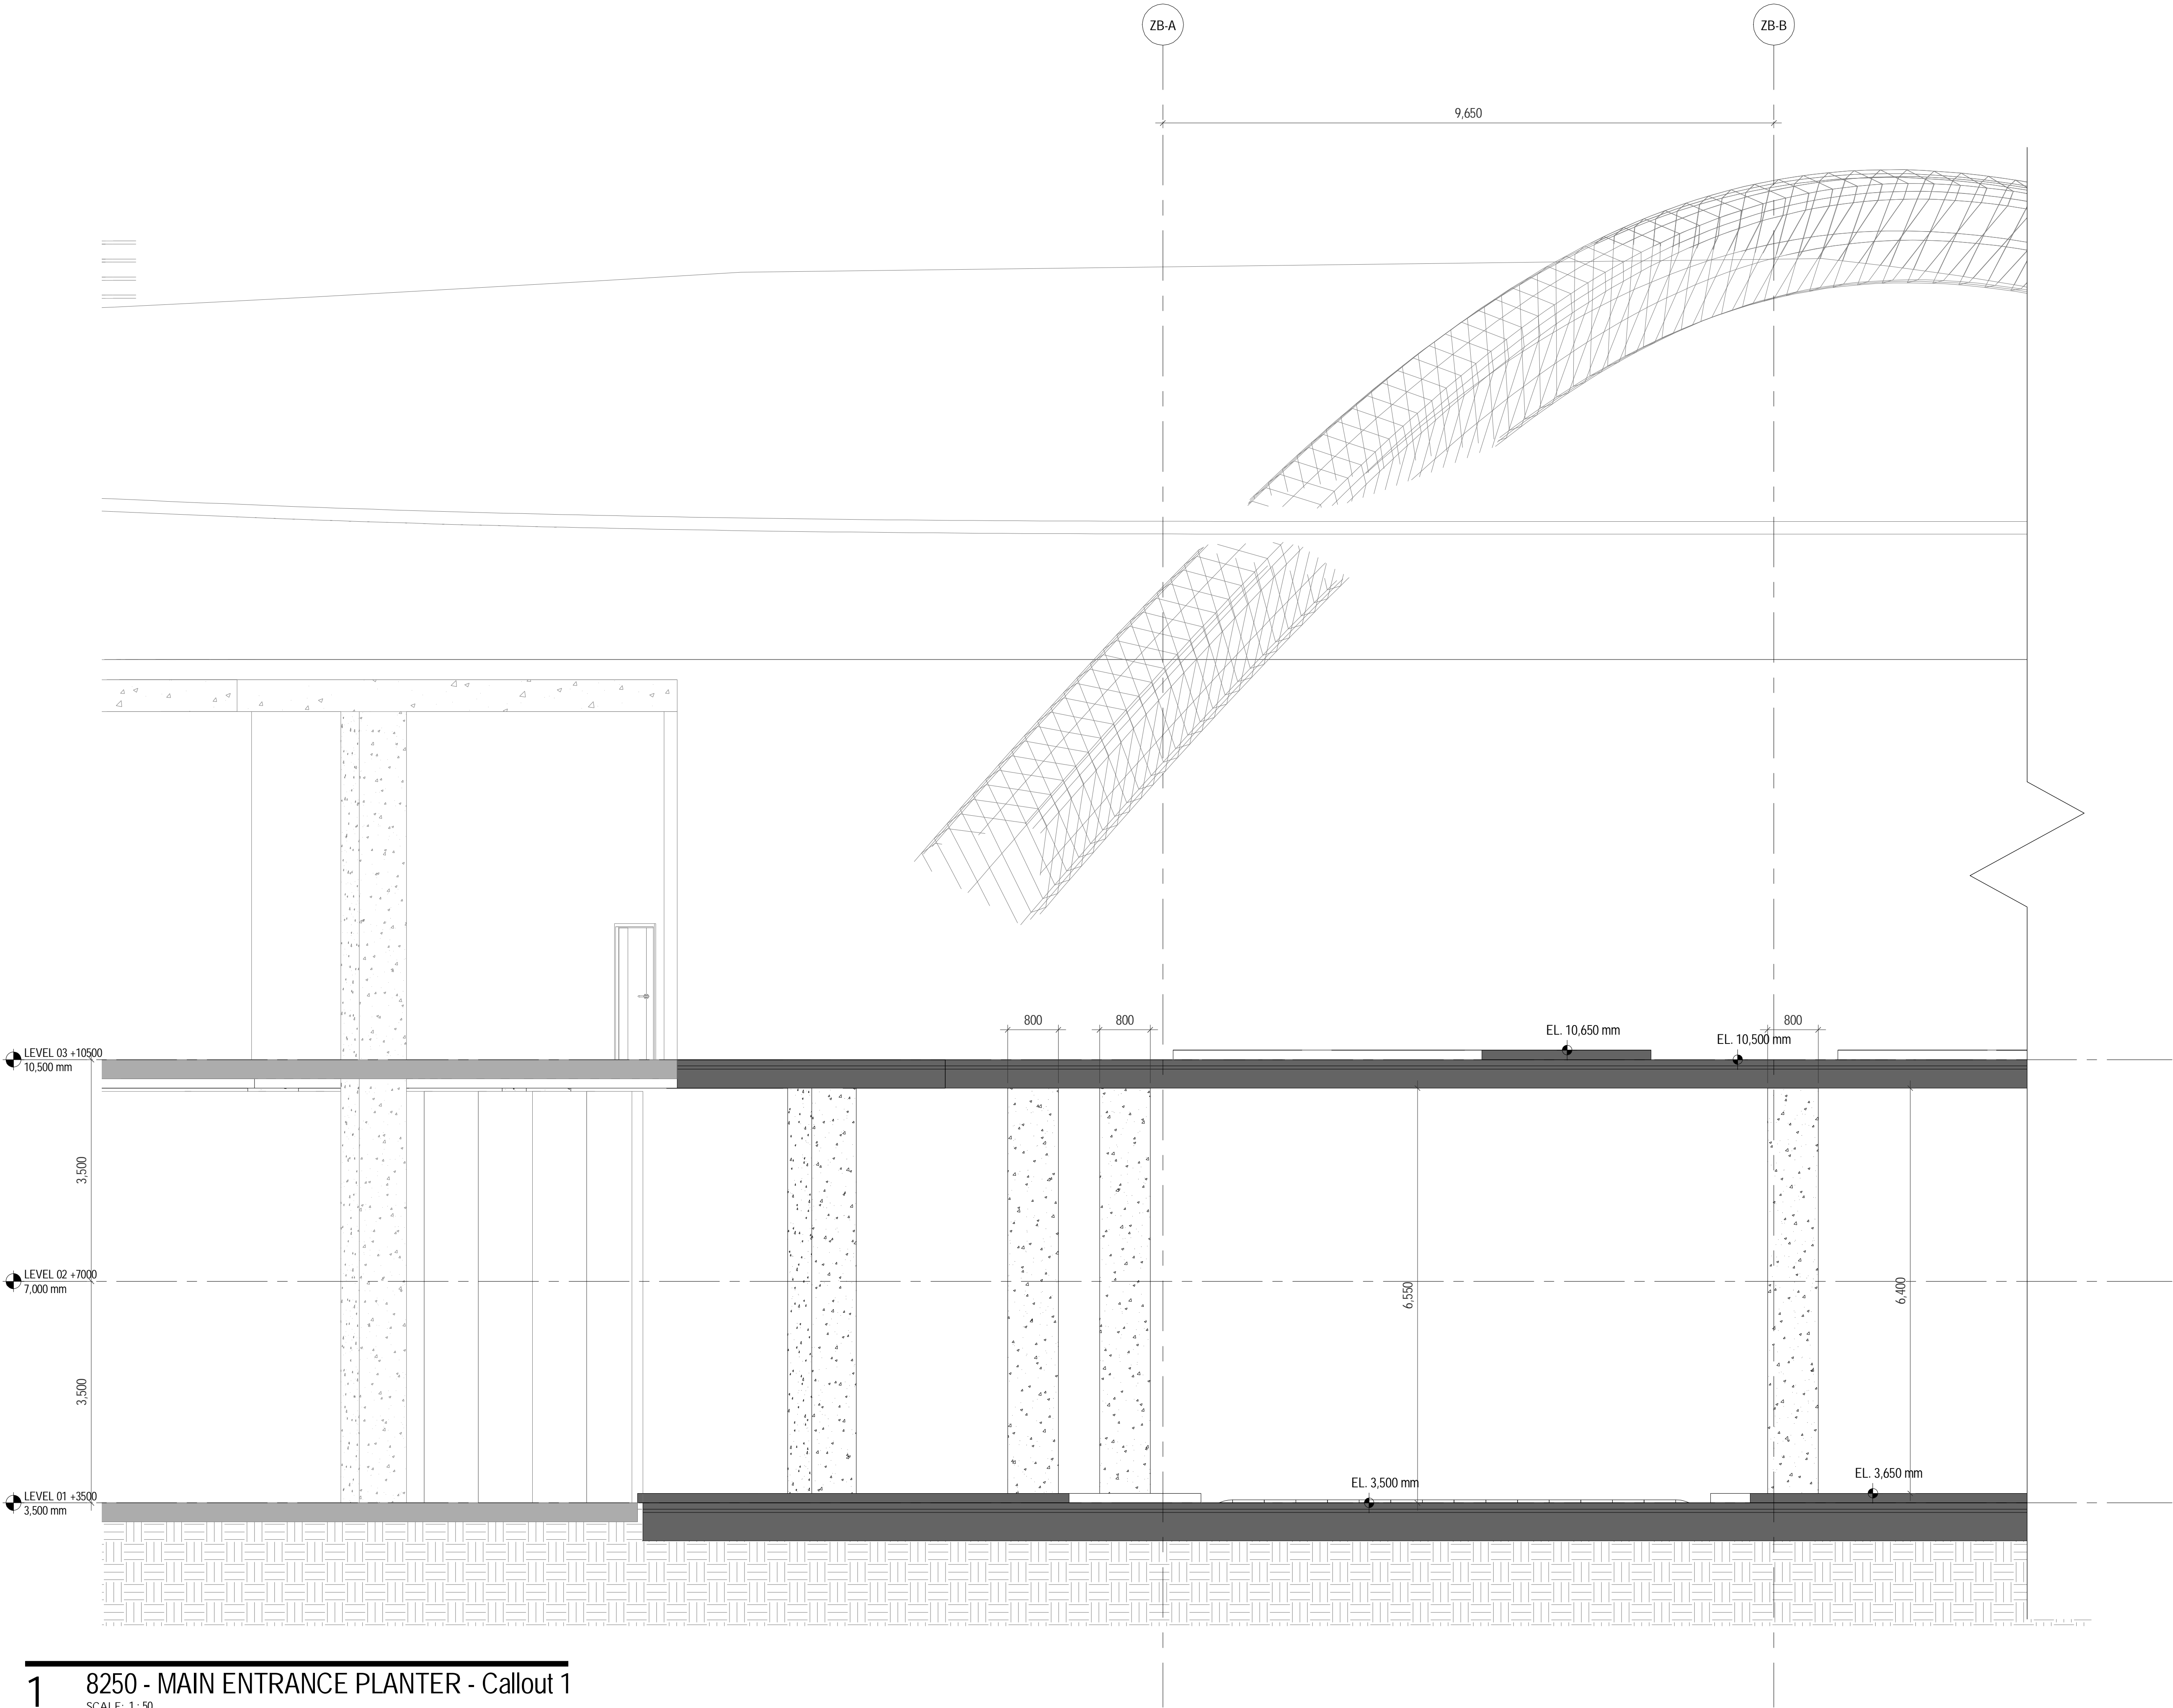 ZB-A
ZB-B
9,650
800
800
800
EL. 10,650 mm
EL. 10,500 mm
LEVEL 03 +10500
10,500 mm
3,500
LEVEL 02 +7000
7,000 mm
6,550
6,400
3,500
EL. 3,500 mm
EL. 3,650 mm
LEVEL 01 +3500
3,500 mm
1
8250 - MAIN ENTRANCE PLANTER - Callout 1
SCALE: 1 : 50